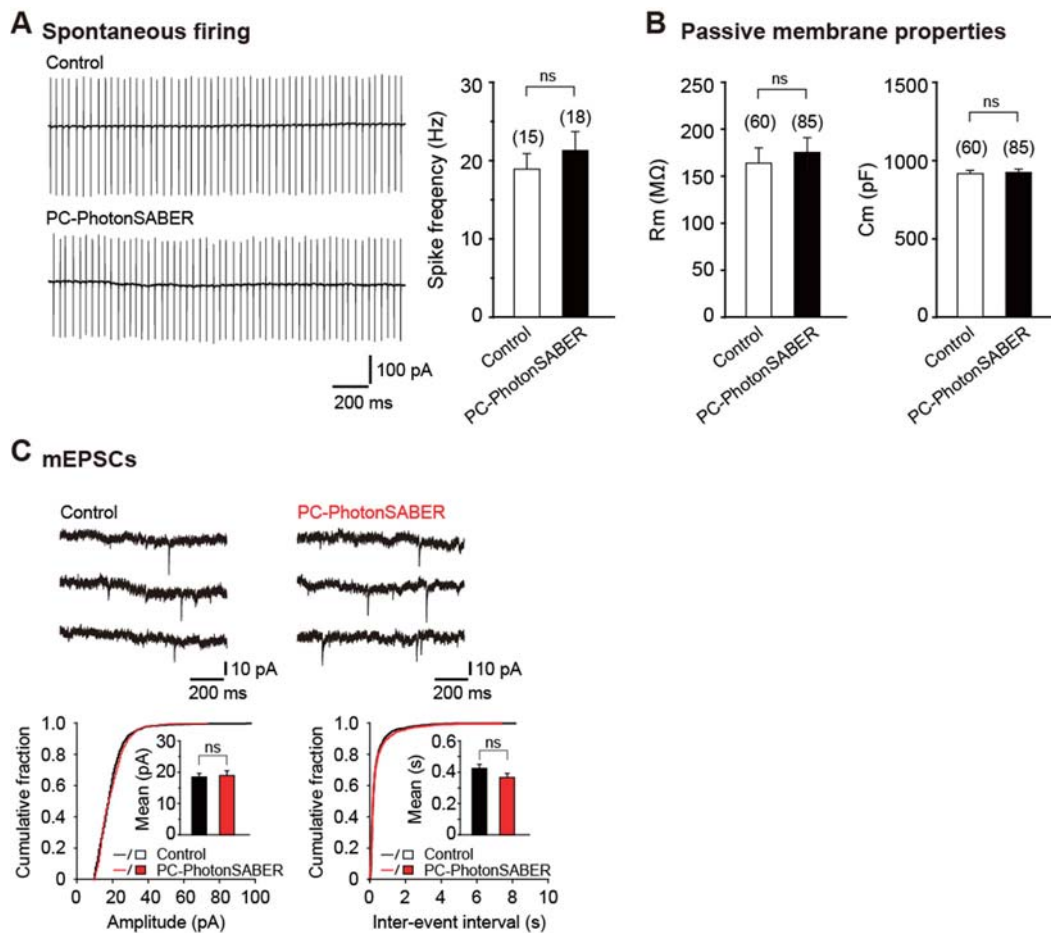 A Spontaneous firing
Control
PC-PhotonSABER
100 pA
200 ms
Spike freqency (Hz)
30
20
10
0
ns
(15)
(18)
Control
PC-PhotonSABER
B Passive membrane properties
Rm (MΩ)
250
200
150
100
50
0
ns
(60)
(85)
Control
PC-PhotonSABER
Cm (pF)
1500
1000
500
0
ns
(60)
(85)
Control
PC-PhotonSABER
C mEPSCs
Control
10 pA
200 ms
PC-PhotonSABER
10 pA
200 ms
Cumulative fraction
1.0
0.8
0.6
0.4
0.2
0
0 20 40 60 80 100
Amplitude (pA)
Mean (pA)
30
20
10
0
ns
–/ Control
–/ PC-PhotonSABER
Cumulative fraction
1.0
0.8
0.6
0.4
0.2
0
0 2 4 6 8 10
Inter-event interval (s)
Mean (s)
0.6
0.4
0.2
0
ns
–/ Control
–/ PC-PhotonSABER